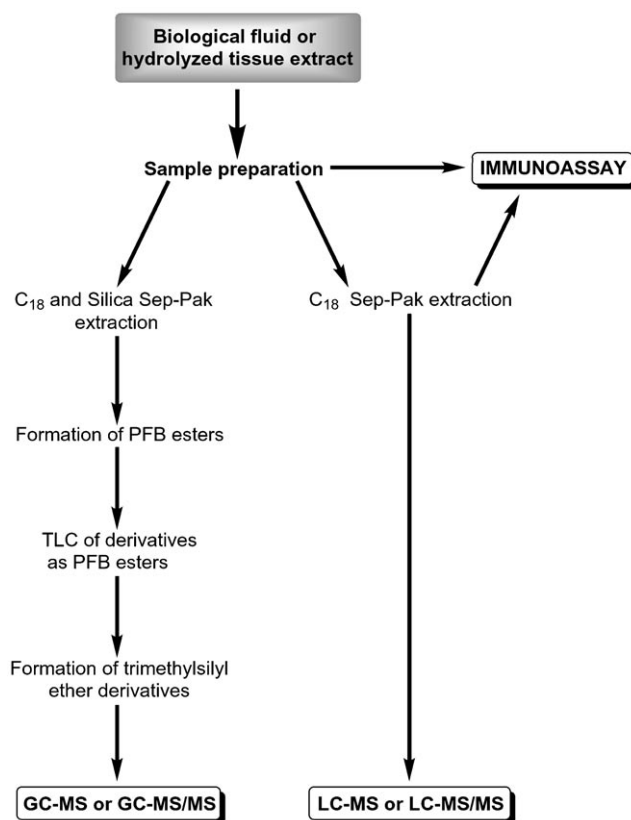 Biological fluid or
hydrolyzed tissue extract
Sample preparation
IMMUNOASSAY
C18 and Silica Sep-Pak
extraction
C18 Sep-Pak extraction
Formation of PFB esters
TLC of derivatives
as PFB esters
Formation of trimethylsilyl
ether derivatives
GC-MS or GC-MS/MS
LC-MS or LC-MS/MS